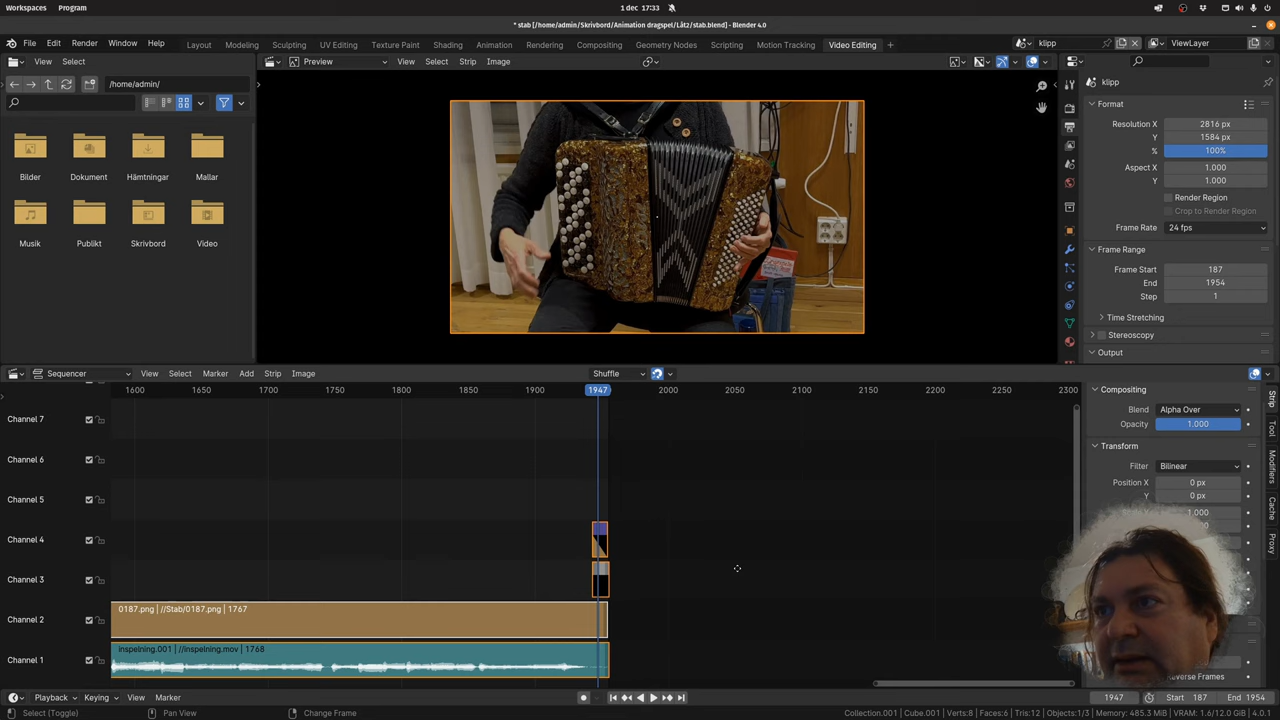 Workspaces Program 1 dec 17:33
* stab [/home/admin/Skrivbord/Animation dragspel/Låt2/stab.blend] - Blender 4.0
File Edit Render Window Help Layout Modeling Sculpting UV Editing Texture Paint Shading Animation Rendering Compositing Geometry Nodes Scripting Motion Tracking Video Editing + klipp ViewLayer
View Select Preview View Select Strip Image
/home/admin/ klipp
Format
Resolution X 2816 px
Y 1584 px
% 100%
Bilder Dokument Hämtningar Mallar
Aspect X 1.000
Y 1.000
Render Region
Crop to Render Region
Frame Rate 24 fps
Musik Publikt Skrivbord Video
Frame Range
Frame Start 187
End 1954
Step 1
Time Stretching
Stereoscopy
Output
Sequencer View Select Marker Add Strip Image Shuffle
1600 1650 1700 1750 1800 1850 1900 1947 2000 2050 2100 2150 2200 2250 2300
Compositing
Blend Alpha Over
Opacity 1.000
Transform
Filter Bilinear
Position X 0 px
Y 0 px
1.000
Channel 7
Channel 6
Channel 5
Channel 4
Channel 3
Channel 2
0187.png | //Stab/0187.png | 1767
Channel 1
inspelning.001 | //inspelning.mov | 1768
Strip
Tool
Modifiers
Cache
Proxy
Reverse Frames
Playback Keying View Marker 1947 Start 187 End 1954
Select (Toggle) Pan View Change Frame Collection.001 | Cube.001 | Verts:8 | Faces:6 | Tris:12 | Objects:1/3 | Memory: 485.3 MiB | VRAM: 1.6/12.0 GiB | 4.0.1